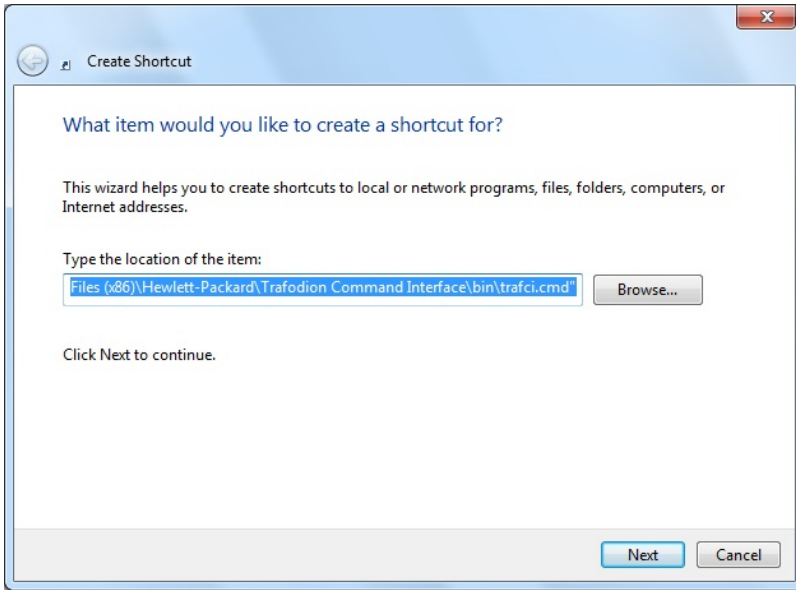 Create Shortcut
What item would you like to create a shortcut for?
This wizard helps you to create shortcuts to local or network programs, files, folders, computers, or
Internet addresses.
Type the location of the item:
Files (x86)\Hewlett-Packard\Trafodion Command Interface\bin\trafci.cmd"
Browse...
Click Next to continue.
Next
Cancel